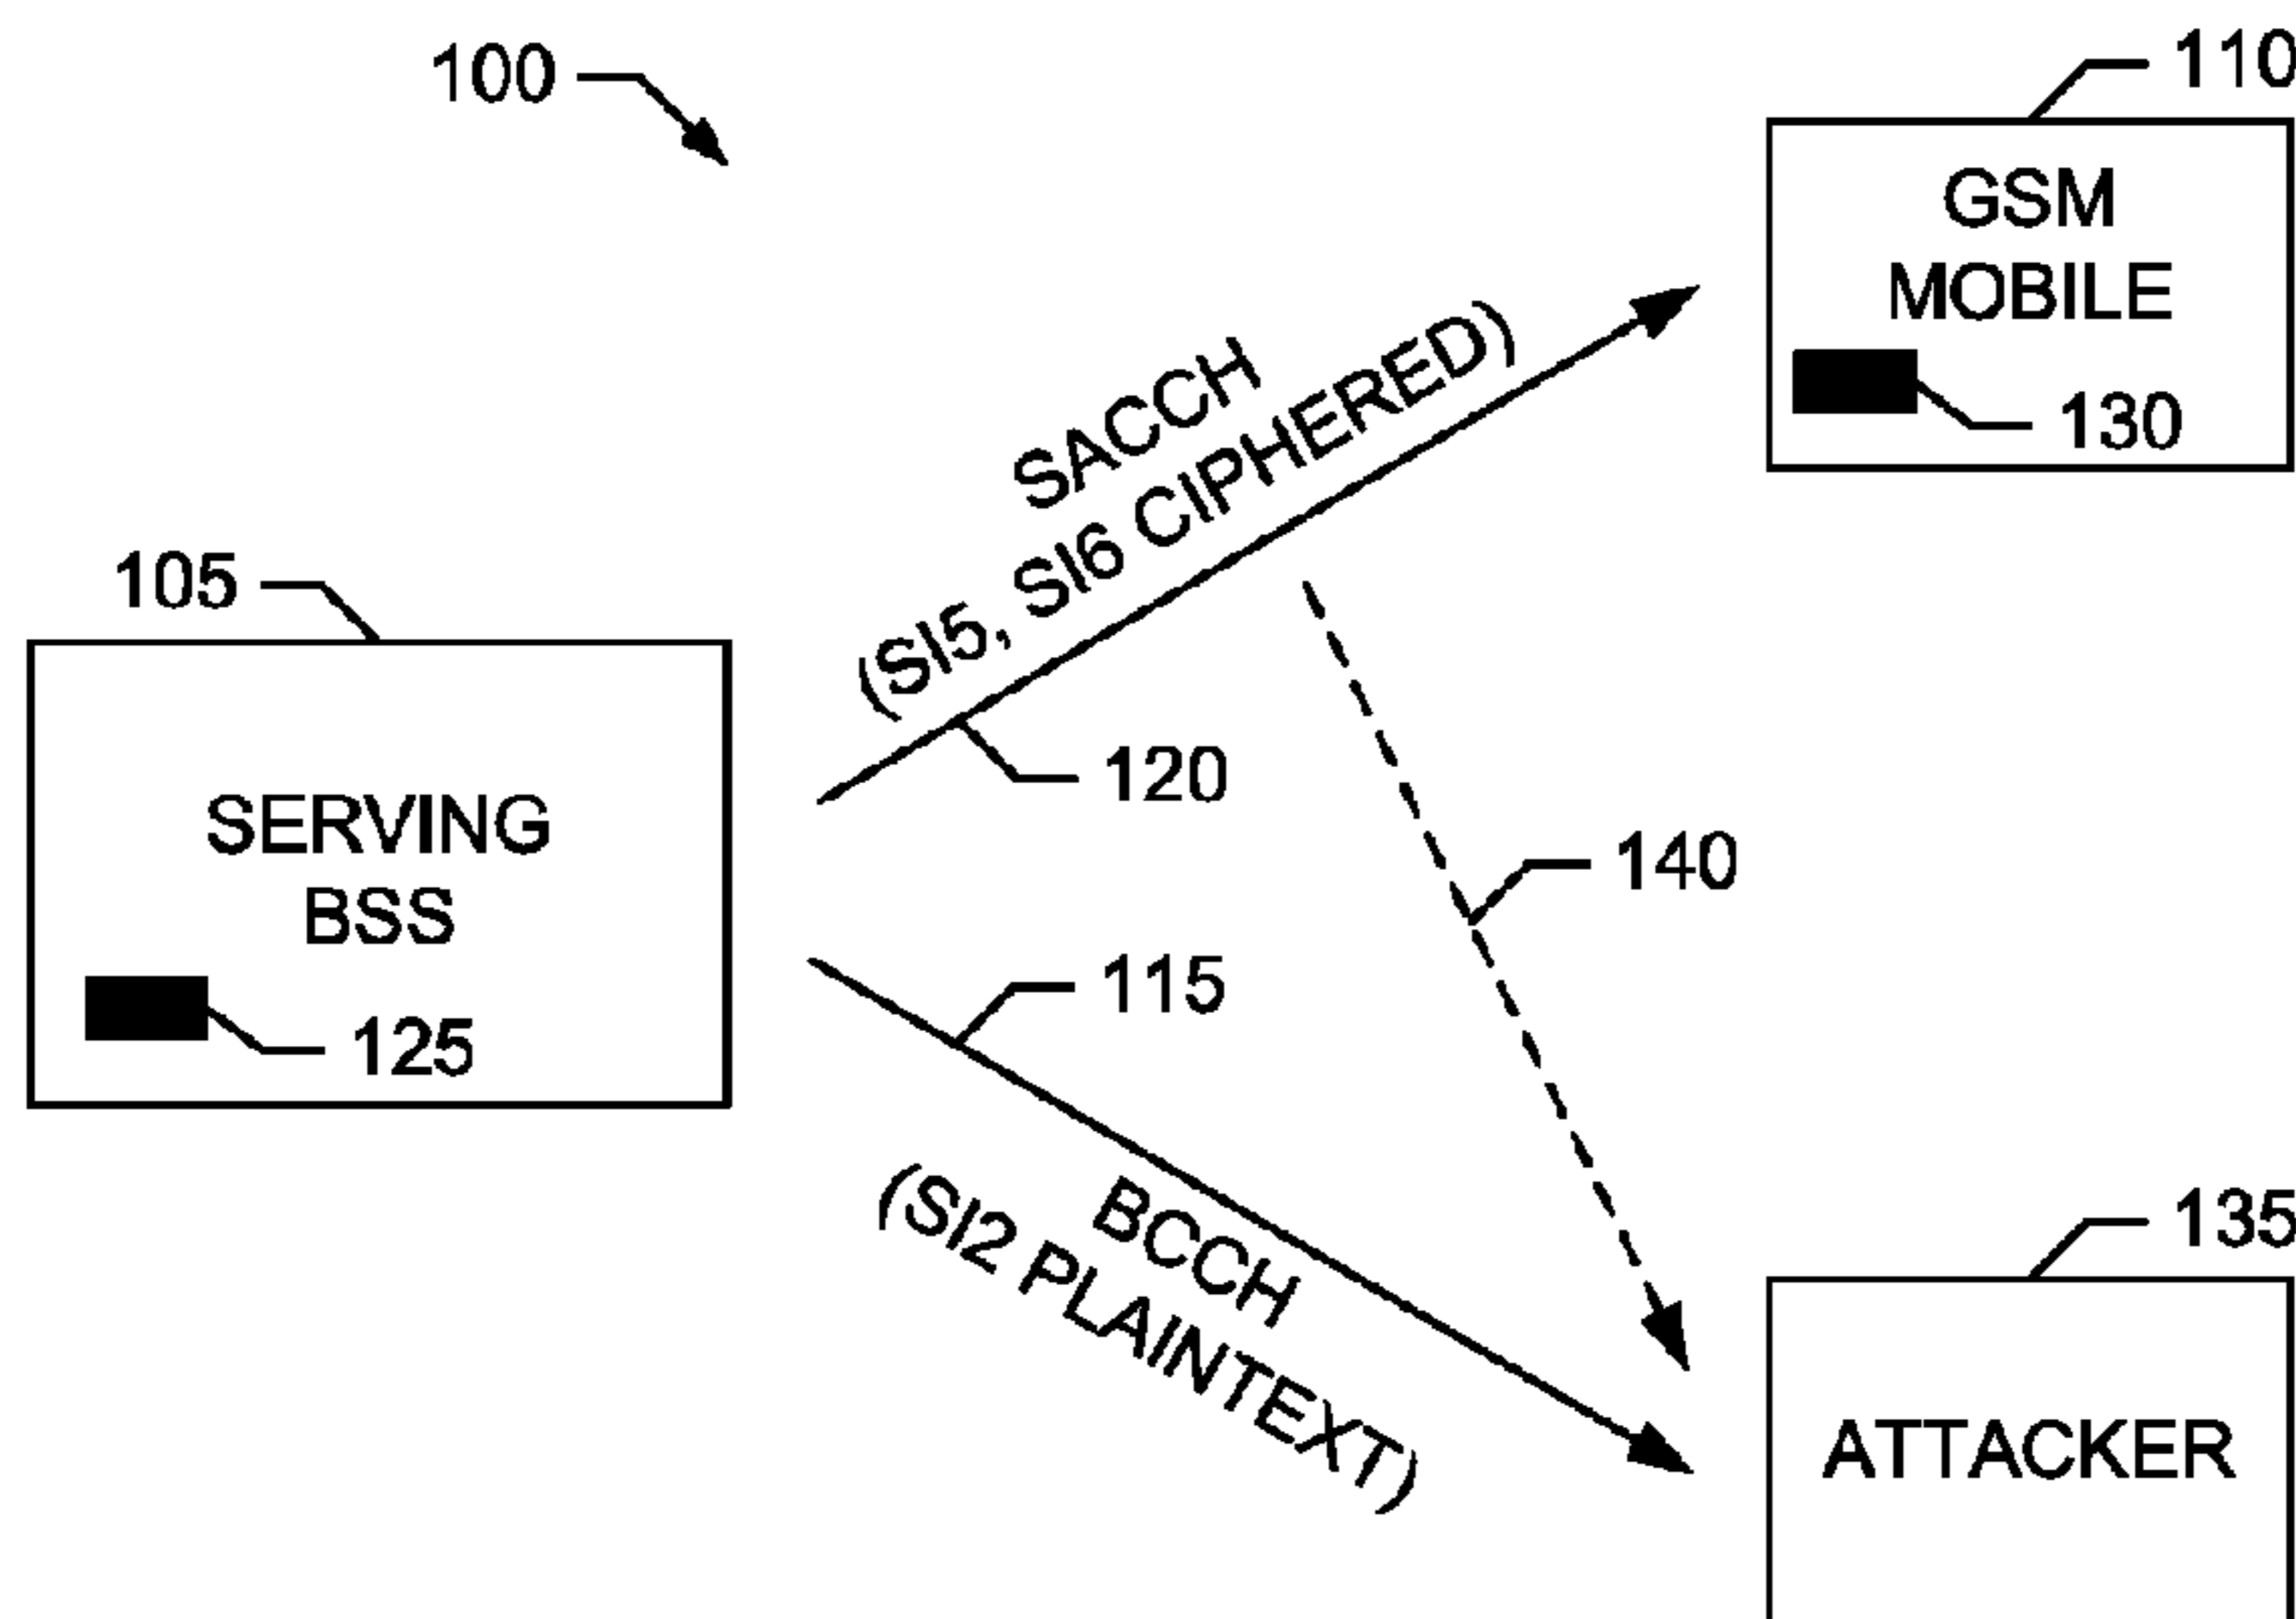 100
110
GSM
MOBILE
130
SACCH
(SI5, SI6 CIPHERED)
105
120
SERVING
BSS
125
140
115
BCCH
(SI2 PLAINTEXT)
135
ATTACKER